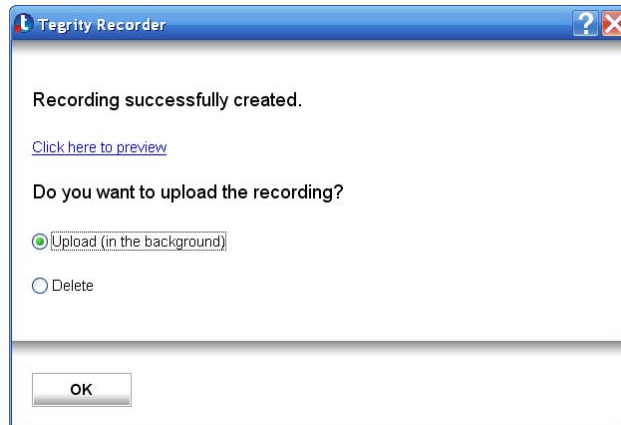 Tegrity Recorder
Recording successfully created.
Click here to preview
Do you want to upload the recording?
Upload (in the background)
Delete
OK